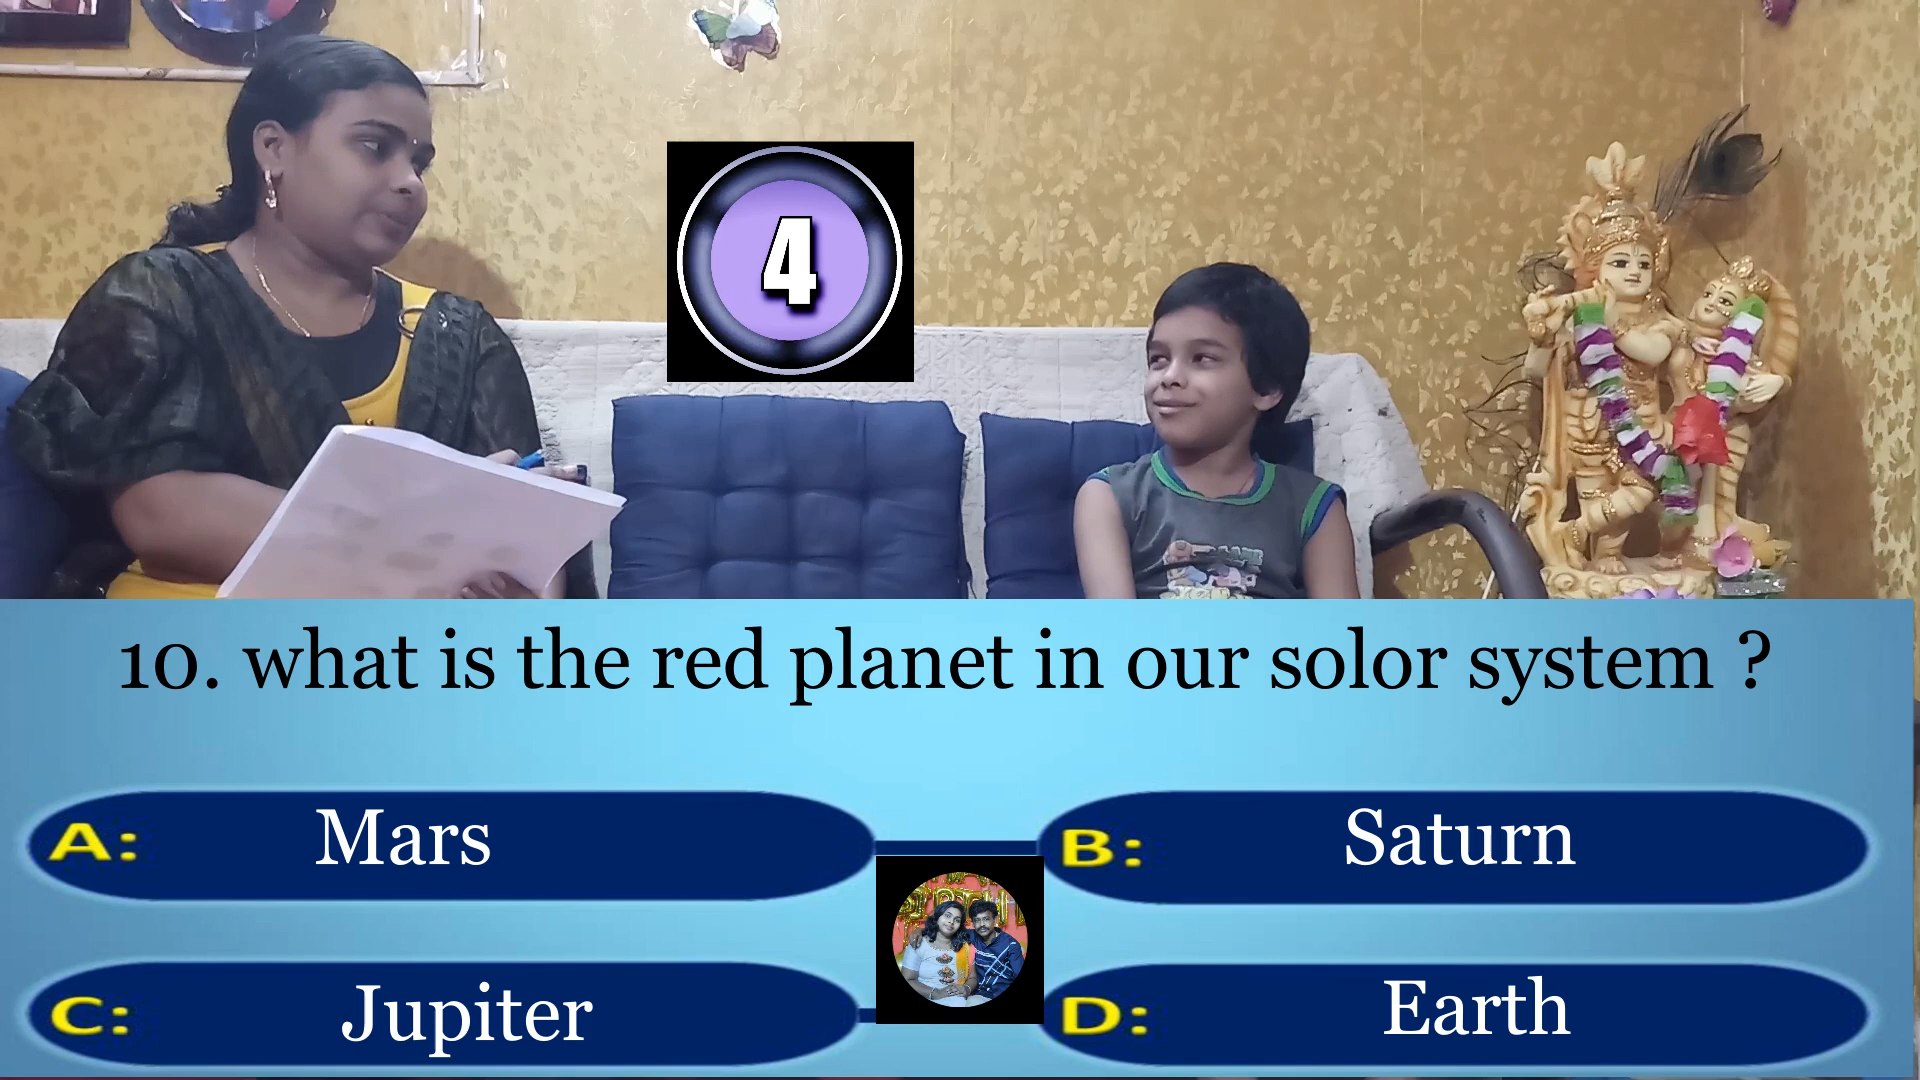 4
10. what is the red planet in our solor system ?
A: Mars
B: Saturn
C: Jupiter
D: Earth